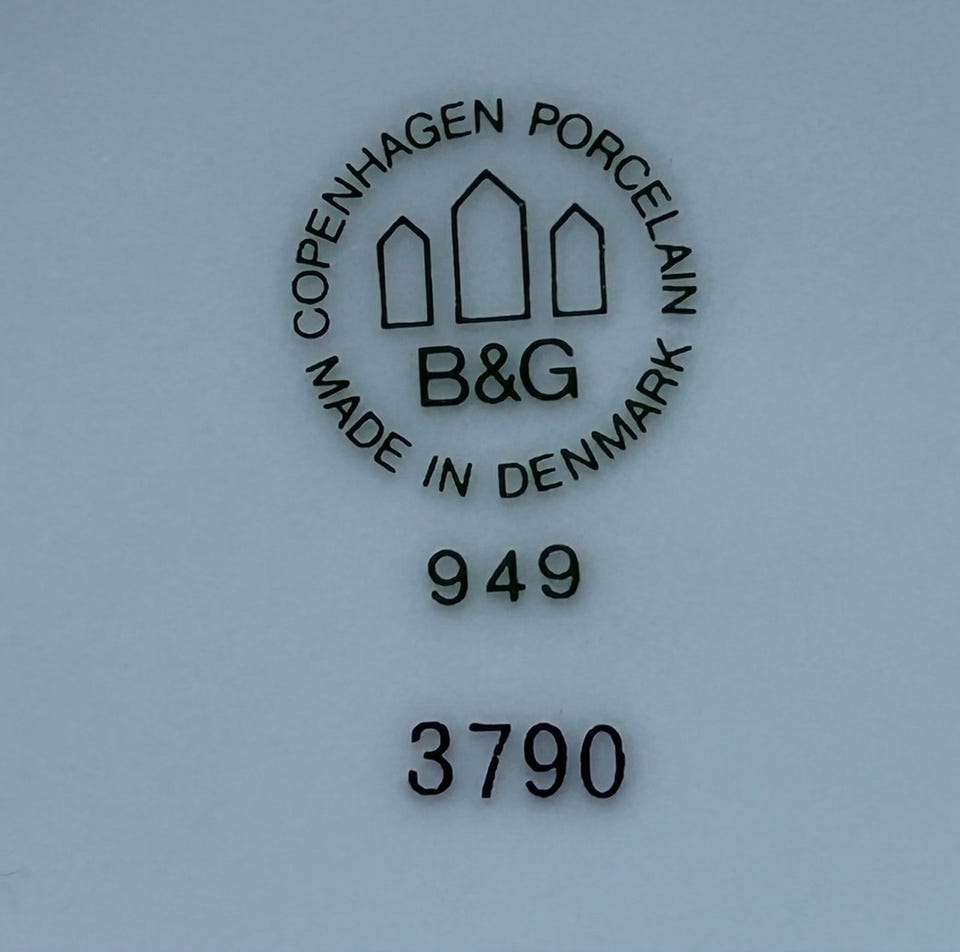 COPENHAGEN PORCELAIN
B&G
MADE IN DENMARK
949
3790